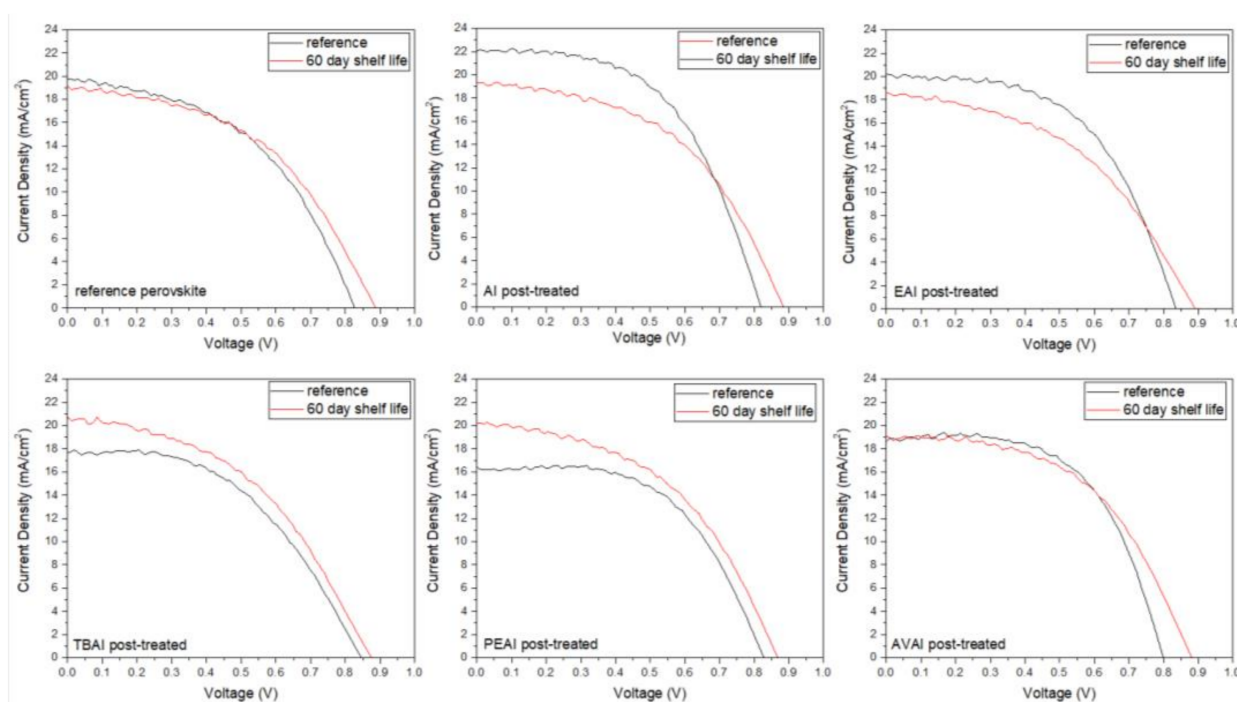 24
22
20
18
16
14
12
10
8
6
4
2
0
Current Density (mA/cm²)
reference
60 day shelf life
reference perovskite
0.0 0.1 0.2 0.3 0.4 0.5 0.6 0.7 0.8 0.9 1.0
Voltage (V)
24
22
20
18
16
14
12
10
8
6
4
2
0
Current Density (mA/cm²)
reference
60 day shelf life
AI post-treated
0.0 0.1 0.2 0.3 0.4 0.5 0.6 0.7 0.8 0.9 1.0
Voltage (V)
24
22
20
18
16
14
12
10
8
6
4
2
0
Current Density (mA/cm²)
reference
60 day shelf life
EAI post-treated
0.0 0.1 0.2 0.3 0.4 0.5 0.6 0.7 0.8 0.9 1.0
Voltage (V)
24
22
20
18
16
14
12
10
8
6
4
2
0
Current Density (mA/cm²)
reference
60 day shelf life
TBAI post-treated
0.0 0.1 0.2 0.3 0.4 0.5 0.6 0.7 0.8 0.9 1.0
Voltage (V)
24
22
20
18
16
14
12
10
8
6
4
2
0
Current Density (mA/cm²)
reference
60 day shelf life
PEAI post-treated
0.0 0.1 0.2 0.3 0.4 0.5 0.6 0.7 0.8 0.9 1.0
Voltage (V)
24
22
20
18
16
14
12
10
8
6
4
2
0
Current Density (mA/cm²)
reference
60 day shelf life
AVAI post-treated
0.0 0.1 0.2 0.3 0.4 0.5 0.6 0.7 0.8 0.9 1.0
Voltage (V)